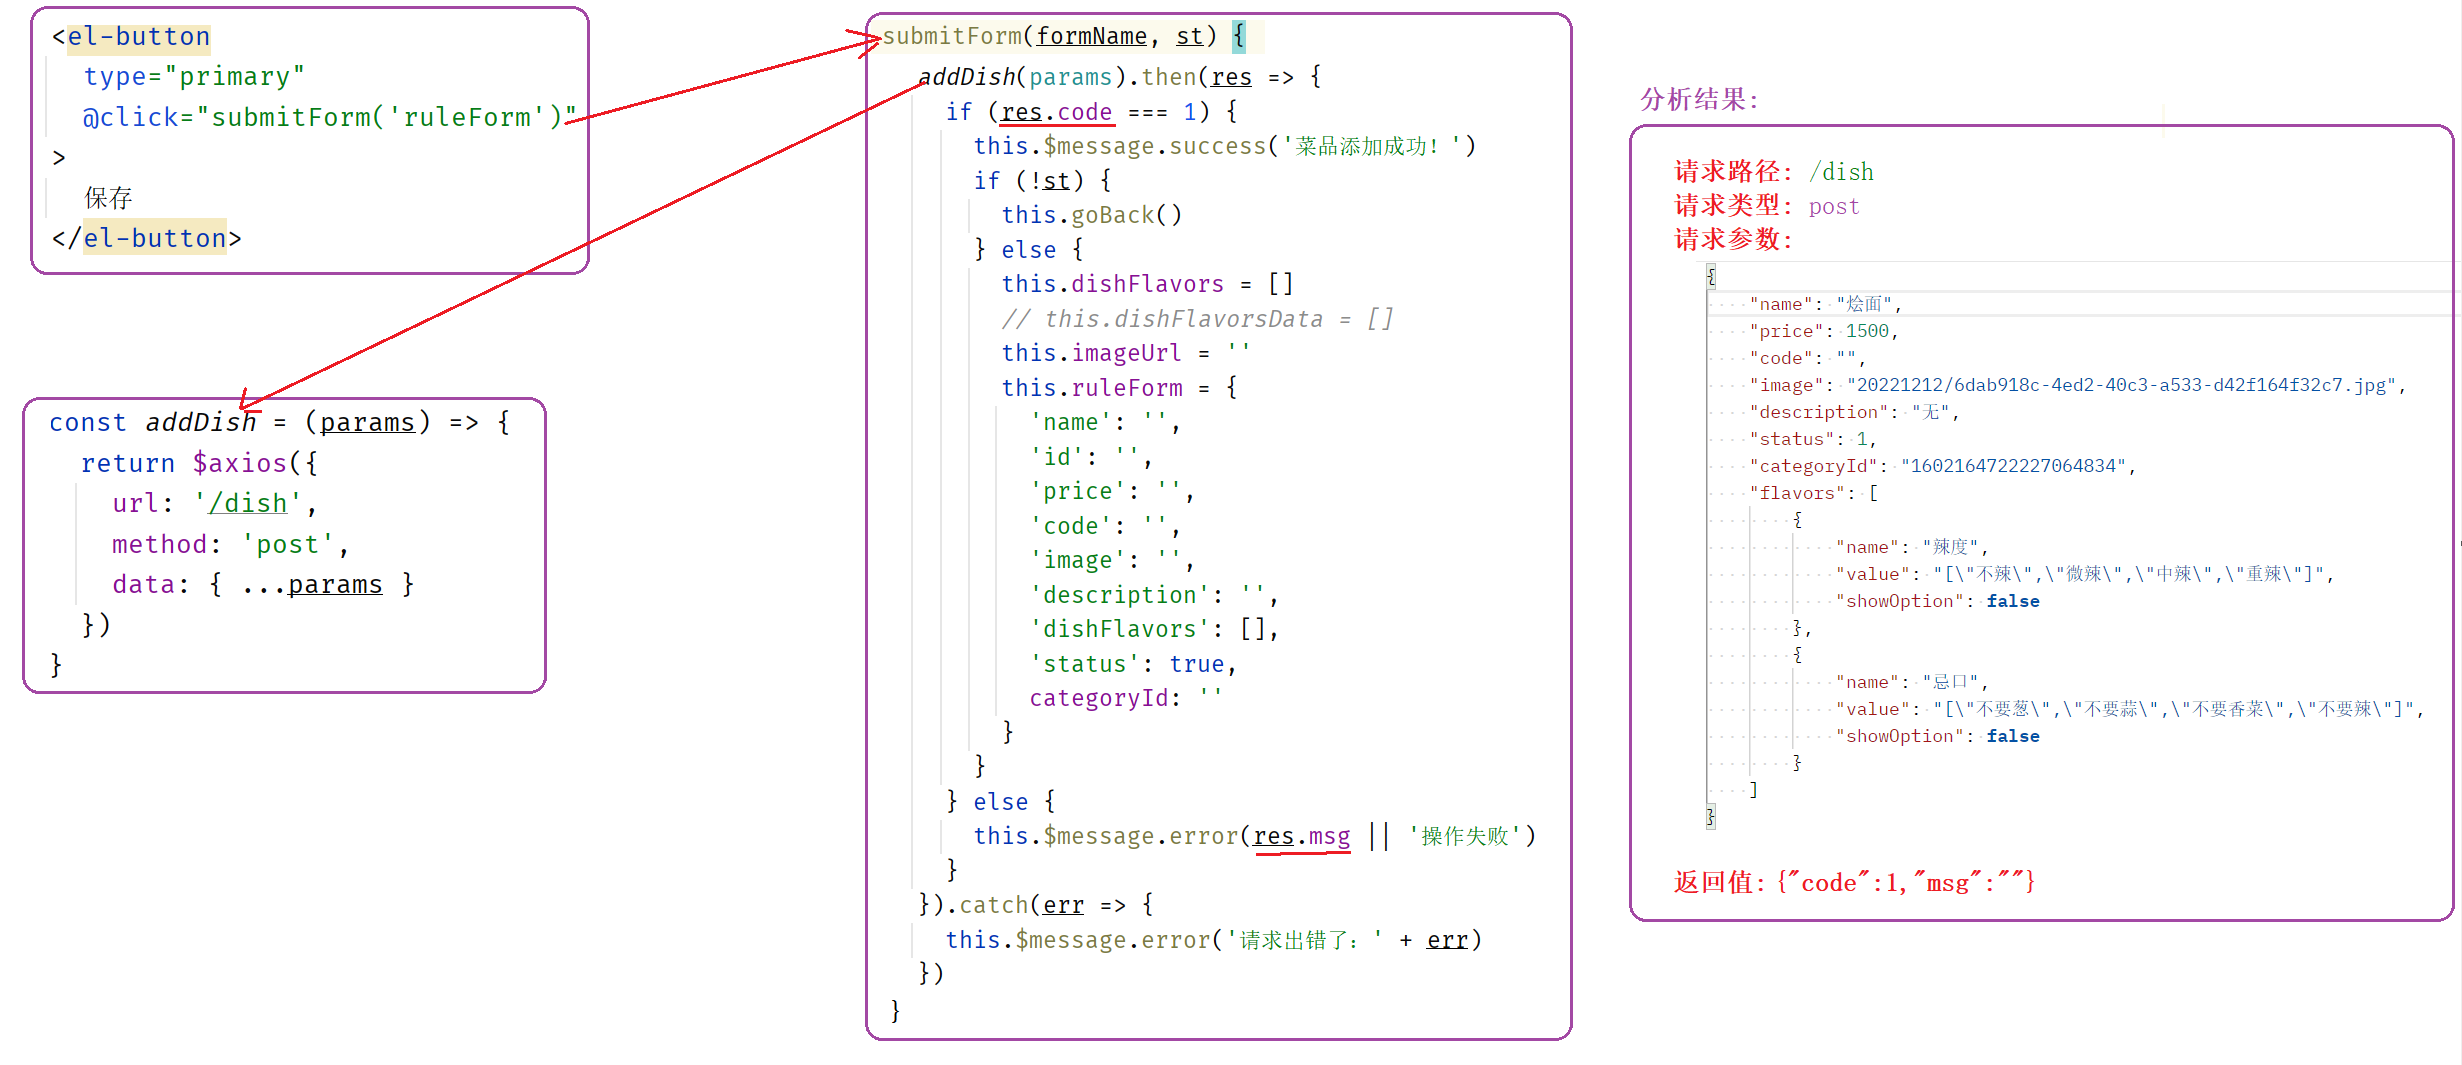 <el-button
type="primary"
@click="submitForm('ruleForm')"
>
保存
</el-button>
const addDish = (params) => {
return $axios({
url: '/dish',
method: 'post',
data: { ...params }
})
}
submitForm(formName, st) {
addDish(params).then(res => {
if (res.code === 1) {
this.$message.success('菜品添加成功！')
if (!st) {
this.goBack()
} else {
this.dishFlavors = []
// this.dishFlavorsData = []
this.imageUrl = ''
this.ruleForm = {
'name': '',
'id': '',
'price': '',
'code': '',
'image': '',
'description': '',
'dishFlavors': [],
'status': true,
categoryId: ''
}
}
} else {
this.$message.error(res.msg || '操作失败')
}
}).catch(err => {
this.$message.error('请求出错了：' + err)
})
}
分析结果：
请求路径：/dish
请求类型：post
请求参数：
{
"name": "烩面",
"price": 1500,
"code": "",
"image": "20221212/6dab918c-4ed2-40c3-a533-d42f164f32c7.jpg",
"description": "无",
"status": 1,
"categoryId": "1602164722227064834",
"flavors": [
{
"name": "辣度",
"value": "[\"不辣\",\"微辣\",\"中辣\",\"重辣\"]",
"showOption": false
},
{
"name": "忌口",
"value": "[\"不要葱\",\"不要蒜\",\"不要香菜\",\"不要辣\"]",
"showOption": false
}
]
}
返回值：{"code":1,"msg":""}